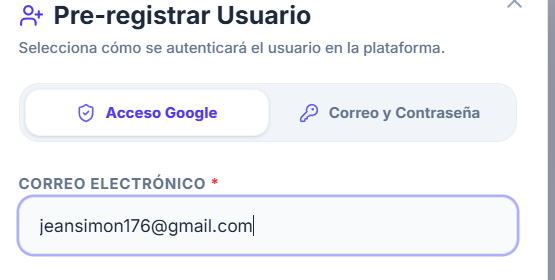 Pre-registrar Usuario
Selecciona cómo se autenticará el usuario en la plataforma.
Acceso Google
Correo y Contraseña
CORREO ELECTRÓNICO *
jeansimon176@gmail.com